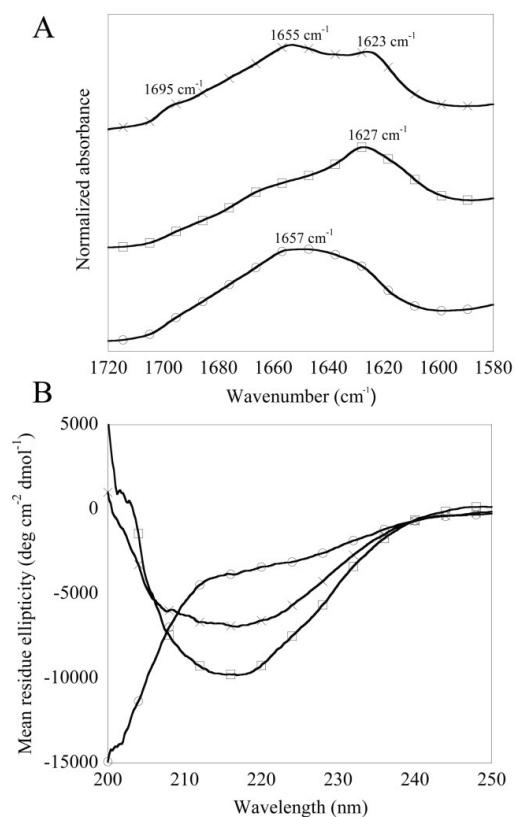 A
1655 cm-1
1623 cm-1
1695 cm-1
1627 cm-1
1657 cm-1
Normalized absorbance
1720 1700 1680 1660 1640 1620 1600 1580
Wavenumber (cm-1)
B
5000
0
-5000
-10000
-15000
Mean residue ellipticity (deg cm-2 dmol-1)
200 210 220 230 240 250
Wavelength (nm)